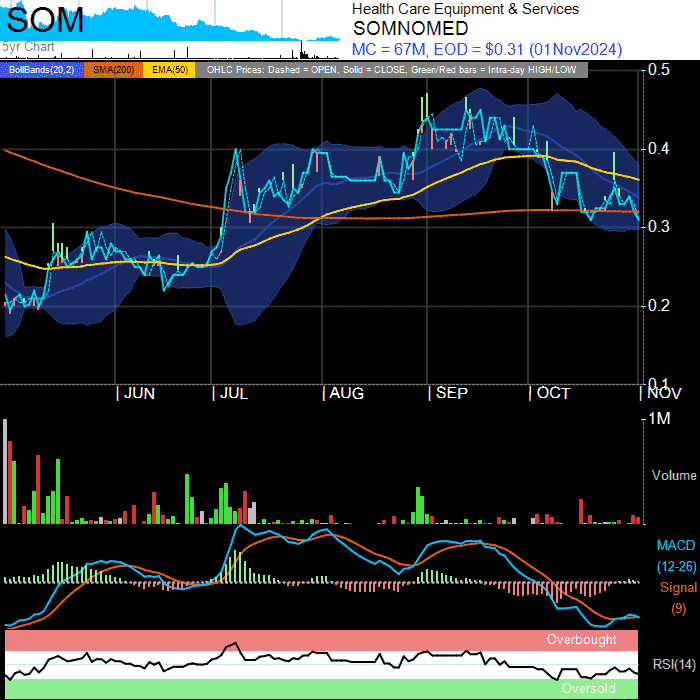 SOM
5yr Chart
Health Care Equipment & Services
SOMNOMED
MC = 67M, EOD = $0.31 (01Nov2024)
BollBands(20,2) SMA(200) EMA(50) OHLC Prices: Dashed = OPEN, Solid = CLOSE, Green/Red bars = Intra-day HIGH/LOW
0.5
0.4
0.3
0.2
0.1
JUN JUL AUG SEP OCT NOV
1M
Volume
MACD
(12-26)
Signal
(9)
Overbought
RSI(14)
Oversold